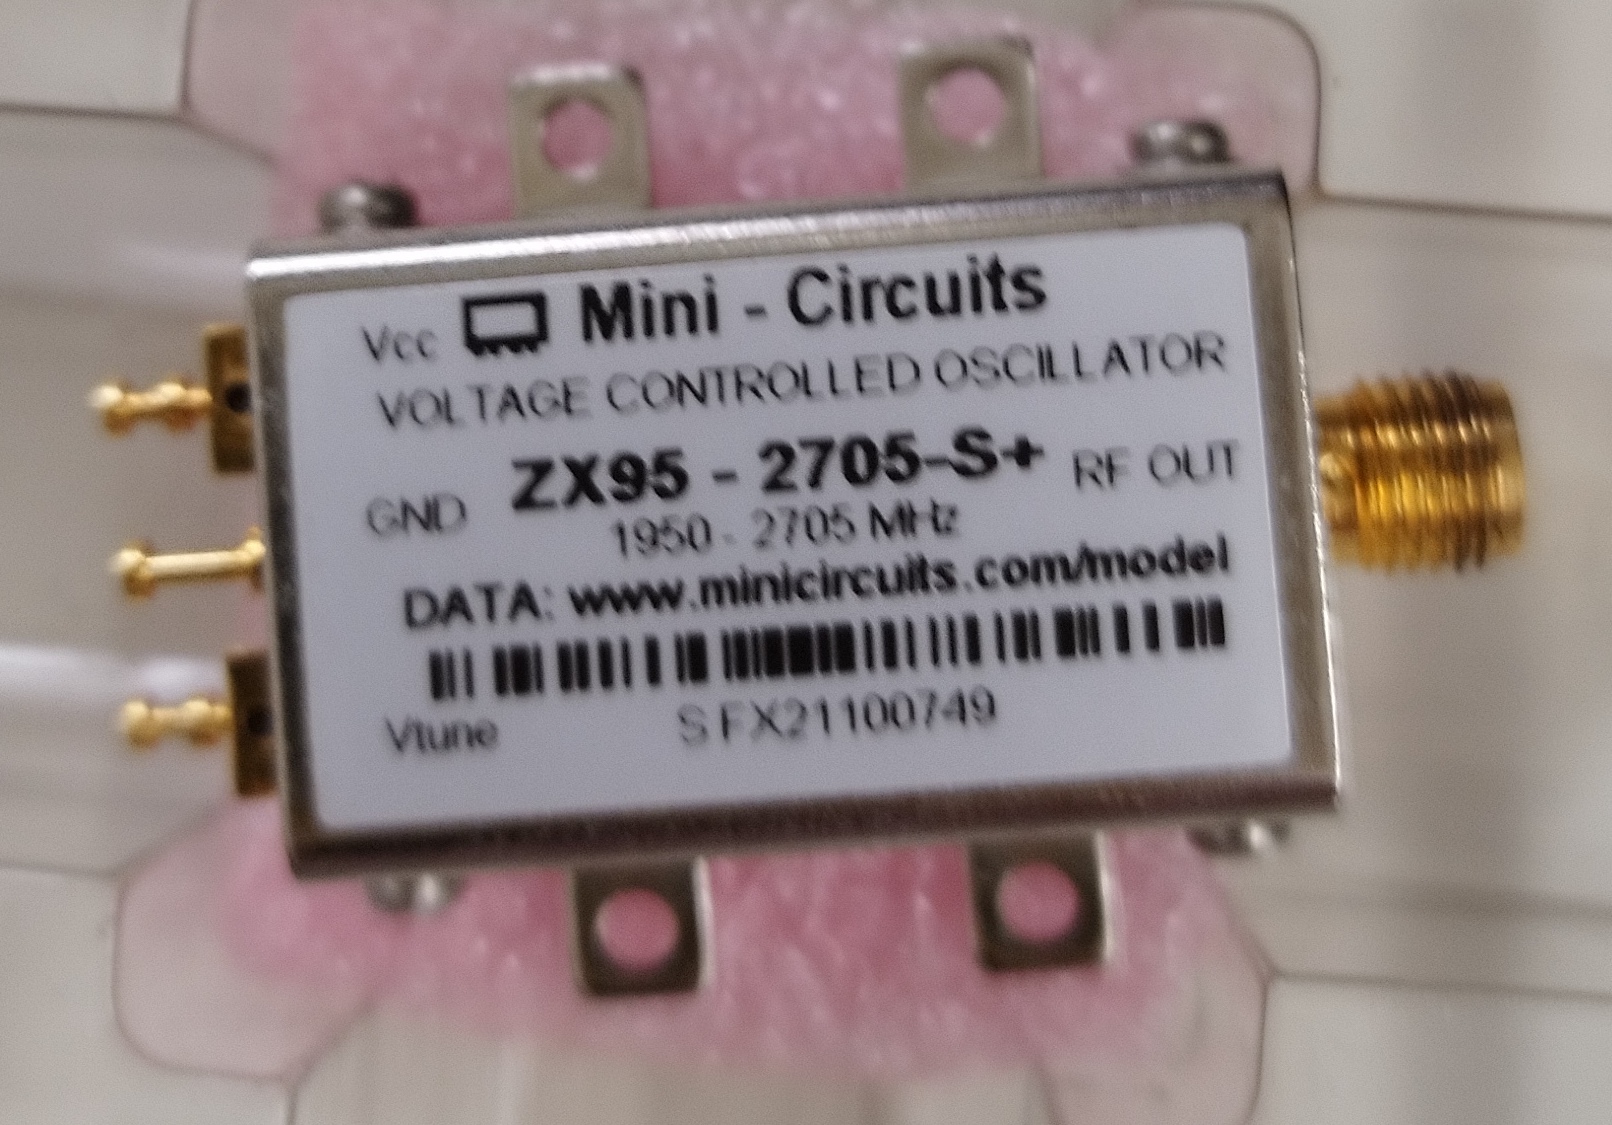 Vcc Mini - Circuits
VOLTAGE CONTROLLED OSCILLATOR
ZX95 - 2705-S+
RF OUT
GND
1950 - 2705 MHz
DATA: www.minicircuits.com/model
Vtune
S FX21100749